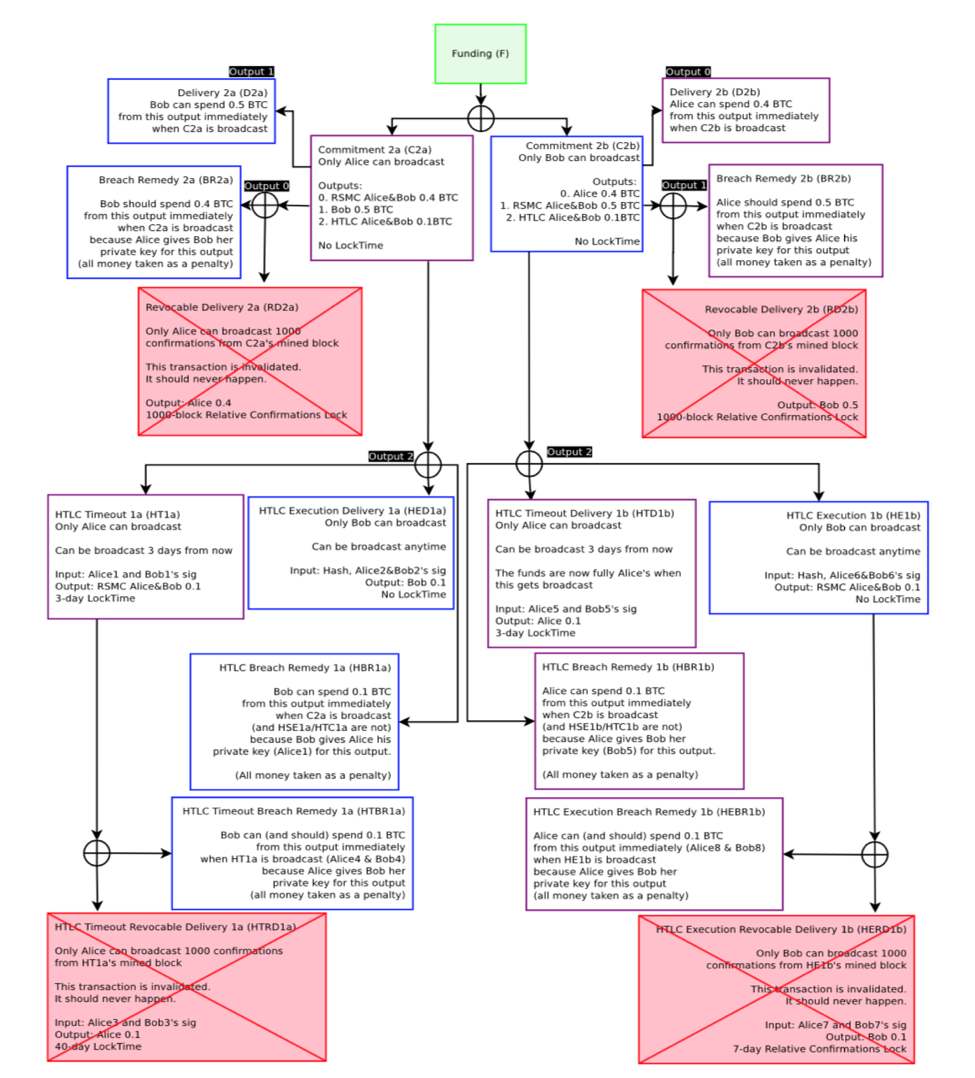 Funding (F)
Output 1
Delivery 2a (D2a)
Bob can spend 0.5 BTC
from this output immediately
when C2a is broadcast
Output 0
Delivery 2b (D2b)
Alice can spend 0.4 BTC
from this output immediately
when C2b is broadcast
Commitment 2a (C2a)
Only Alice can broadcast
Outputs:
0. RSMC Alice&Bob 0.4 BTC
1. Bob 0.5 BTC
2. HTLC Alice&Bob 0.1BTC
No LockTime
Commitment 2b (C2b)
Only Bob can broadcast
Outputs:
0. Alice 0.4 BTC
1. RSMC Alice&Bob 0.5 BTC
2. HTLC Alice&Bob 0.1BTC
No LockTime
Output 0
Breach Remedy 2a (BR2a)
Bob should spend 0.4 BTC
from this output immediately
when C2a is broadcast
because Alice gives Bob her
private key for this output
(all money taken as a penalty)
Output 1
Breach Remedy 2b (BR2b)
Alice should spend 0.5 BTC
from this output immediately
when C2b is broadcast
because Bob gives Alice his
private key for this output
(all money taken as a penalty)
Revocable Delivery 2a (RD2a)
Only Alice can broadcast 1000
confirmations from C2a's mined block
This transaction is invalidated.
It should never happen.
Output: Alice 0.4
1000-block Relative Confirmations Lock
Revocable Delivery 2b (RD2b)
Only Bob can broadcast 1000
confirmations from C2b's mined block
This transaction is invalidated.
It should never happen.
Output: Bob 0.5
1000-block Relative Confirmations Lock
Output 2
Output 2
HTLC Timeout 1a (HT1a)
Only Alice can broadcast
Can be broadcast 3 days from now
Input: Alice1 and Bob1's sig
Output: RSMC Alice&Bob 0.1
3-day LockTime
HTLC Execution Delivery 1a (HED1a)
Only Bob can broadcast
Can be broadcast anytime
Input: Hash, Alice2&Bob2's sig
Output: Bob 0.1
No LockTime
HTLC Timeout Delivery 1b (HTD1b)
Only Alice can broadcast
Can be broadcast 3 days from now
The funds are now fully Alice's when
this gets broadcast
Input: Alice5 and Bob5's sig
Output: Alice 0.1
3-day LockTime
HTLC Execution 1b (HE1b)
Only Bob can broadcast
Can be broadcast anytime
Input: Hash, Alice6&Bob6's sig
Output: RSMC Alice&Bob 0.1
No LockTime
HTLC Breach Remedy 1a (HBR1a)
Bob can spend 0.1 BTC
from this output immediately
when C2a is broadcast
(and HSE1a/HTC1a are not)
because Bob gives Alice his
private key (Alice1) for this output.
(All money taken as a penalty)
HTLC Breach Remedy 1b (HBR1b)
Alice can spend 0.1 BTC
from this output immediately
when C2b is broadcast
(and HSE1b/HTC1b are not)
because Alice gives Bob her
private key (Bob5) for this output.
(All money taken as a penalty)
HTLC Timeout Breach Remedy 1a (HTBR1a)
Bob can (and should) spend 0.1 BTC
from this output immediately
when HT1a is broadcast (Alice4 & Bob4)
because Alice gives Bob her
private key for this output
(all money taken as a penalty)
HTLC Execution Breach Remedy 1b (HEBR1b)
Alice can (and should) spend 0.1 BTC
from this output immediately (Alice8 & Bob8)
when HE1b is broadcast
because Alice gives Bob her
private key for this output
(all money taken as a penalty)
HTLC Timeout Revocable Delivery 1a (HTRD1a)
Only Alice can broadcast 1000 confirmations
from HT1a's mined block
This transaction is invalidated.
It should never happen.
Input: Alice3 and Bob3's sig
Output: Alice 0.1
40-day LockTime
HTLC Execution Revocable Delivery 1b (HERD1b)
Only Bob can broadcast 1000
confirmations from HE1b's mined block
This transaction is invalidated.
It should never happen.
Input: Alice7 and Bob7's sig
Output: Bob 0.1
7-day Relative Confirmations Lock